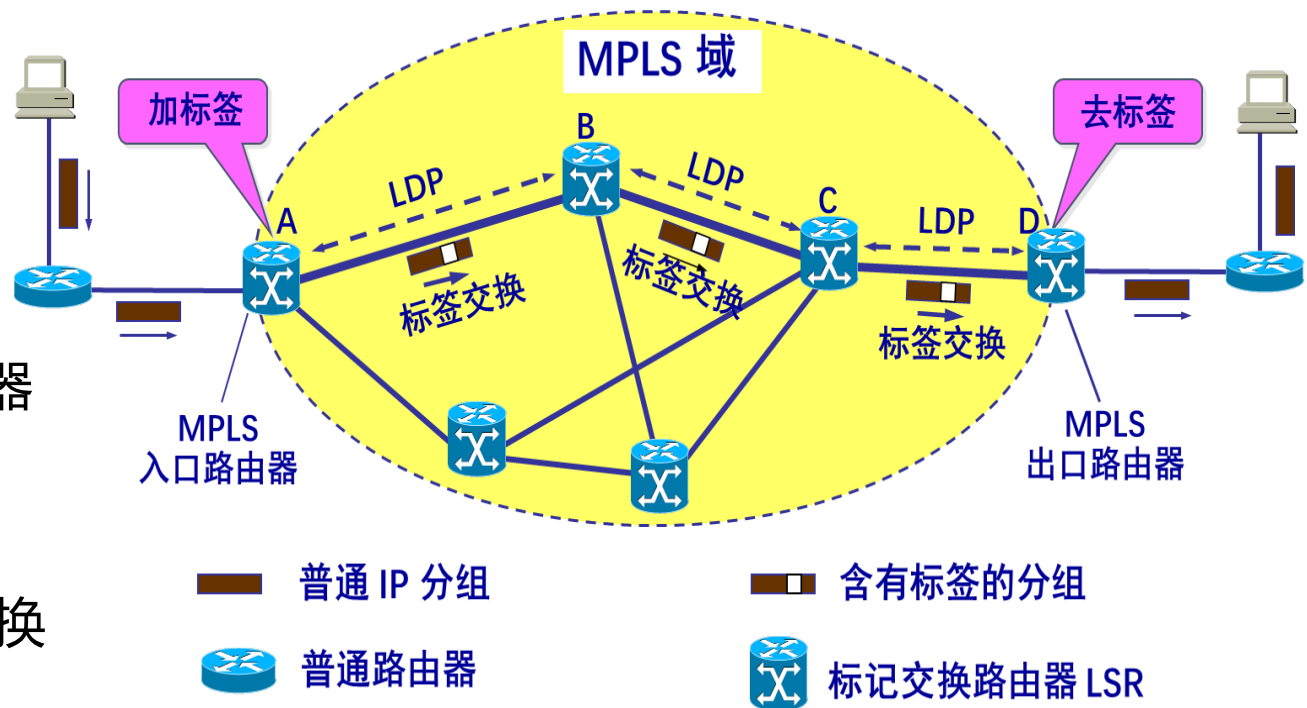 MPLS 域
加标签
去标签
B
LDP
LDP
C
A
LDP
D
标签交换
标签交换
标签交换
器
MPLS
入口路由器
MPLS
出口路由器
普通 IP 分组
含有标签的分组
换
普通路由器
标记交换路由器 LSR